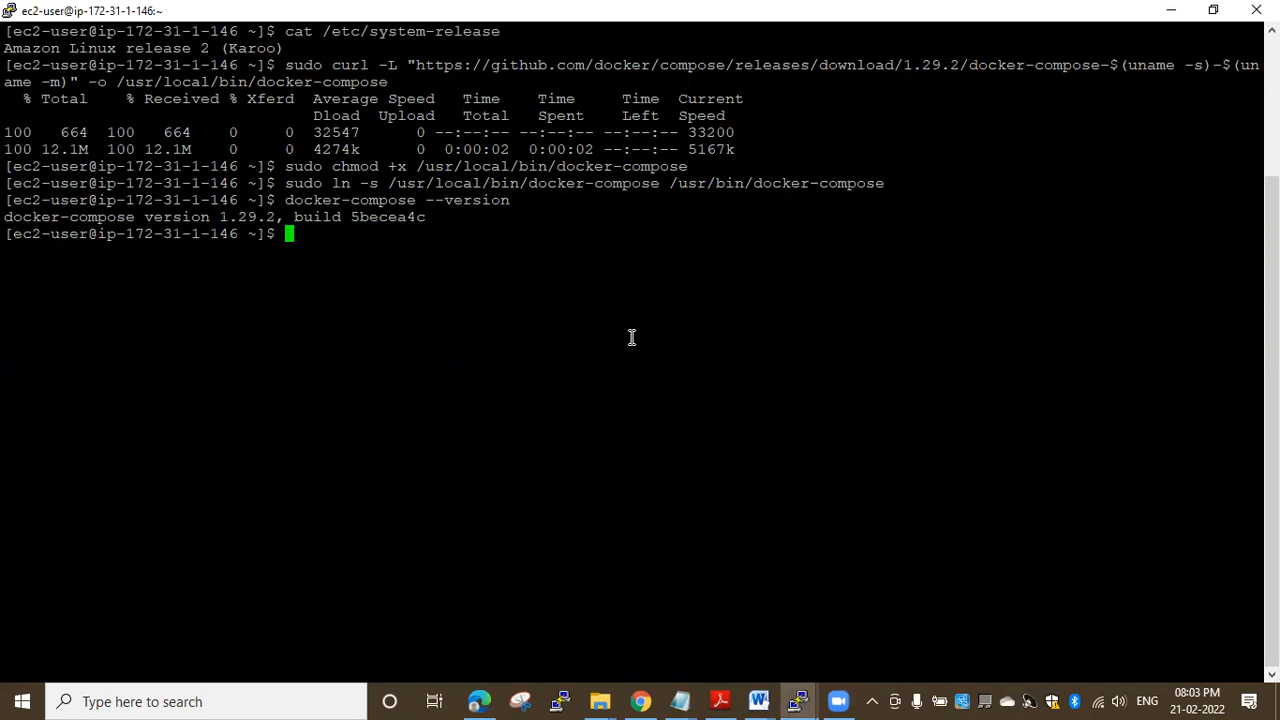 ec2-user@ip-172-31-1-146:~
[ec2-user@ip-172-31-1-146 ~]$ cat /etc/system-release
Amazon Linux release 2 (Karoo)
[ec2-user@ip-172-31-1-146 ~]$ sudo curl -L "https://github.com/docker/compose/releases/download/1.29.2/docker-compose-$(uname -s)-$(un
ame -m)" -o /usr/local/bin/docker-compose
% Total % Received % Xferd Average Speed Time Time Time Current
Dload Upload Total Spent Left Speed
100 664 100 664 0 0 32547 0 --:--:-- --:--:-- --:--:-- 33200
100 12.1M 100 12.1M 0 0 4274k 0 0:00:02 0:00:02 --:--:-- 5167k
[ec2-user@ip-172-31-1-146 ~]$ sudo chmod +x /usr/local/bin/docker-compose
[ec2-user@ip-172-31-1-146 ~]$ sudo ln -s /usr/local/bin/docker-compose /usr/bin/docker-compose
[ec2-user@ip-172-31-1-146 ~]$ docker-compose --version
docker-compose version 1.29.2, build 5becea4c
[ec2-user@ip-172-31-1-146 ~]$
Type here to search
ENG
08:03 PM
21-02-2022